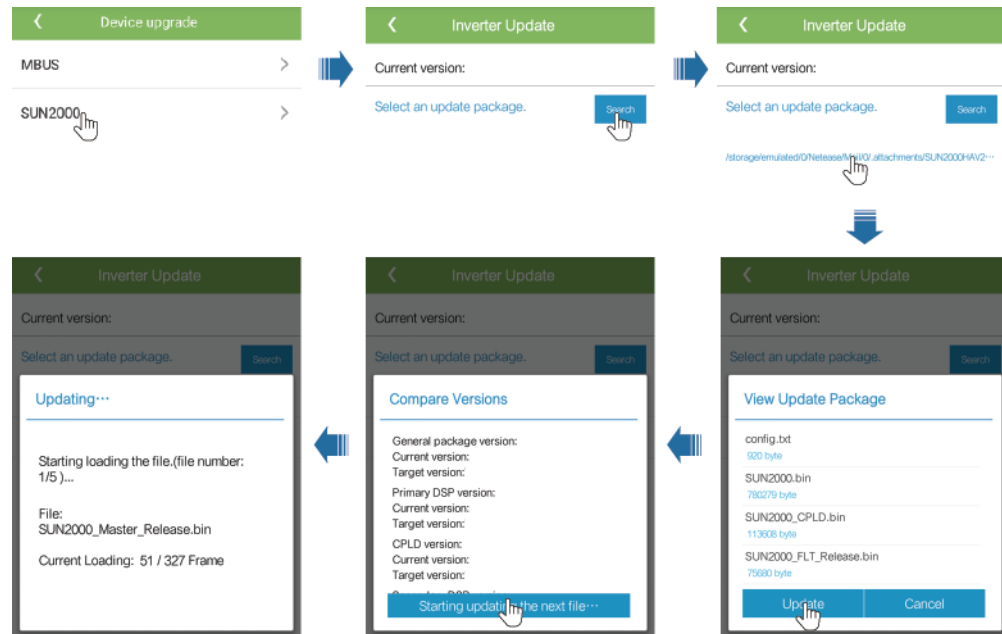 Device upgrade
MBUS
SUN2000
Inverter Update
Current version:
Select an update package.
Search
Inverter Update
Current version:
Select an update package.
Search
/storage/emulated/0/Netease/Mail/0/.attachments/SUN2000HAV2···
Inverter Update
Current version:
Select an update package.
Search
View Update Package
config.txt
920 byte
SUN2000.bin
780279 byte
SUN2000_CPLD.bin
113608 byte
SUN2000_FLT_Release.bin
75680 byte
Update
Cancel
Inverter Update
Current version:
Select an update package.
Search
Compare Versions
General package version:
Current version:
Target version:
Primary DSP version:
Current version:
Target version:
CPLD version:
Current version:
Target version:
Starting updating the next file···
Inverter Update
Current version:
Select an update package.
Search
Updating···
Starting loading the file.(file number:
1/5 )...
File:
SUN2000_Master_Release.bin
Current Loading: 51 / 327 Frame